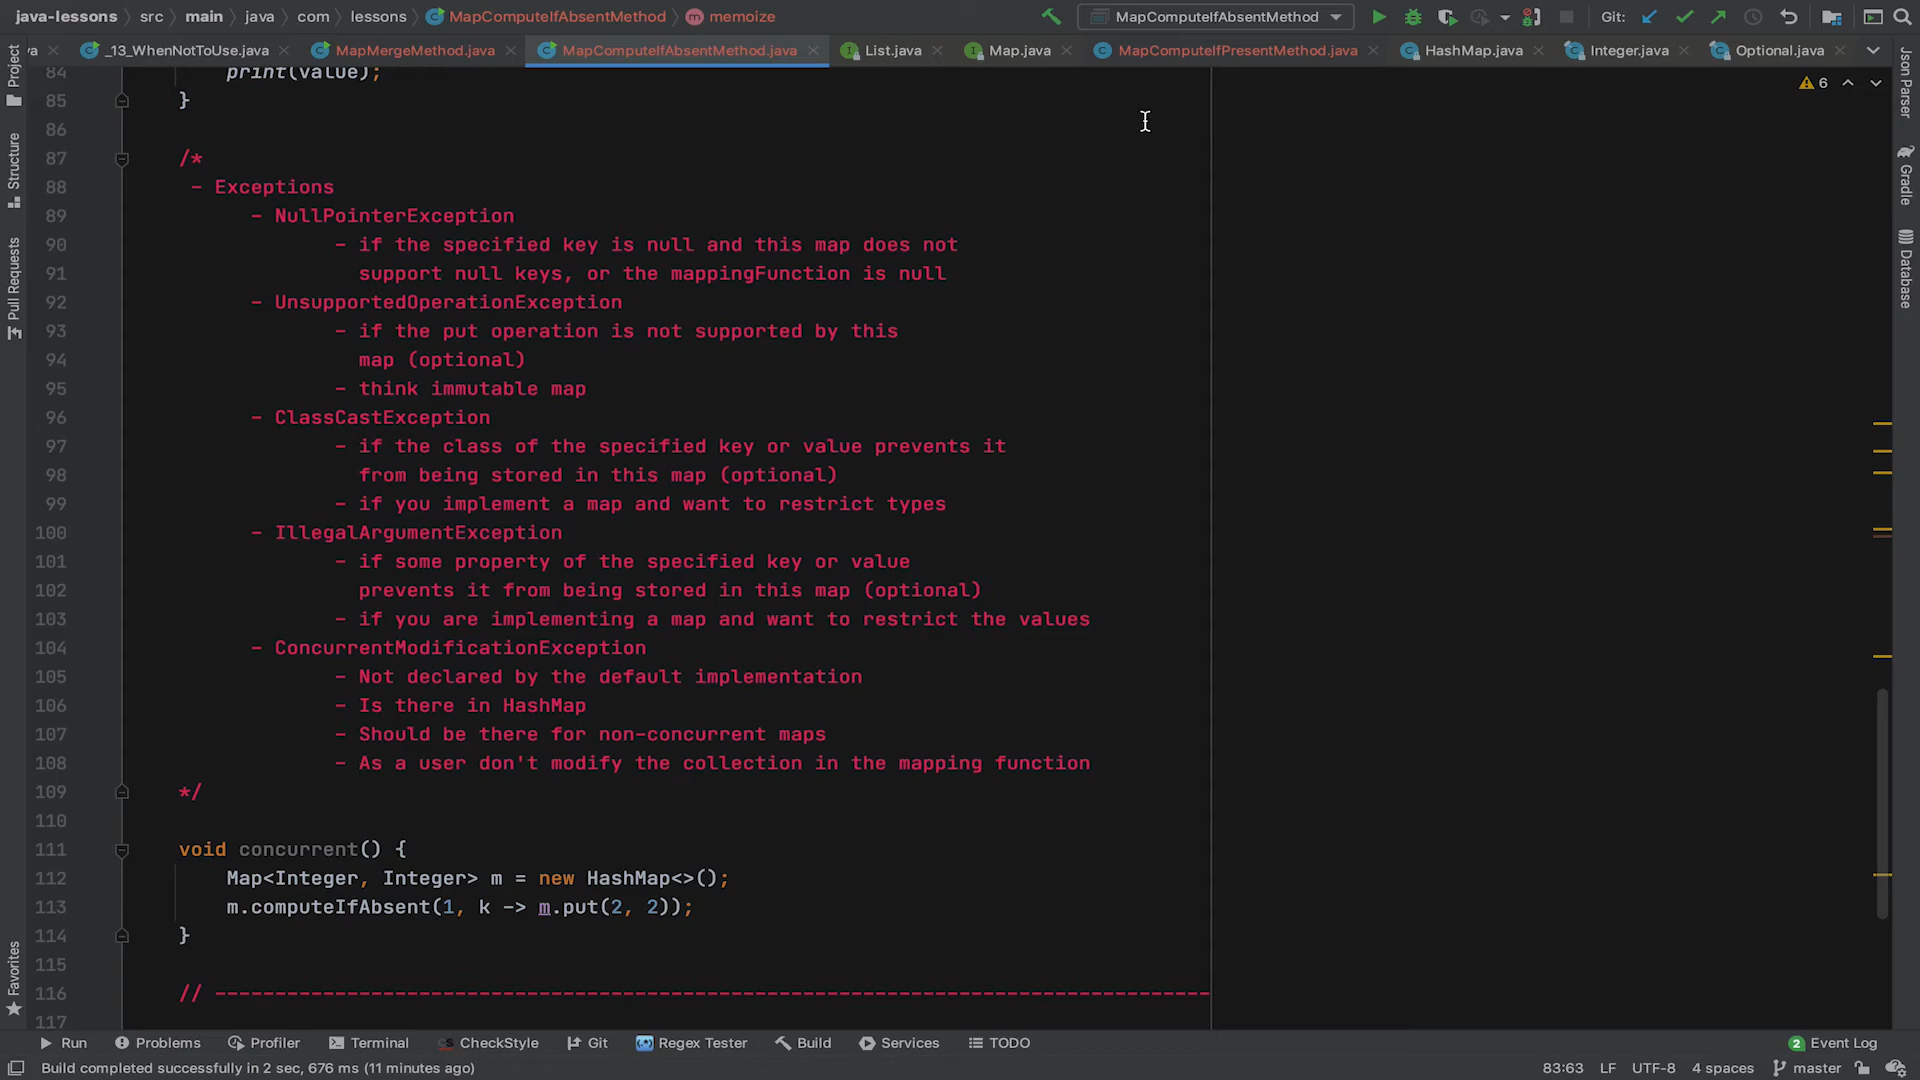 java-lessons › src › main › java › com › lessons › MapComputeIfAbsentMethod › m memoize
MapComputeIfAbsentMethod Git:
va _13_WhenNotToUse.java MapMergeMethod.java MapComputeIfAbsentMethod.java List.java Map.java MapComputeIfPresentMethod.java HashMap.java Integer.java Optional.java
6
84 print(value);
85 }
86
87 /*
88 - Exceptions
89 - NullPointerException
90 - if the specified key is null and this map does not
91 support null keys, or the mappingFunction is null
92 - UnsupportedOperationException
93 - if the put operation is not supported by this
94 map (optional)
95 - think immutable map
96 - ClassCastException
97 - if the class of the specified key or value prevents it
98 from being stored in this map (optional)
99 - if you implement a map and want to restrict types
100 - IllegalArgumentException
101 - if some property of the specified key or value
102 prevents it from being stored in this map (optional)
103 - if you are implementing a map and want to restrict the values
104 - ConcurrentModificationException
105 - Not declared by the default implementation
106 - Is there in HashMap
107 - Should be there for non-concurrent maps
108 - As a user don't modify the collection in the mapping function
109 */
110
111 void concurrent() {
112 Map<Integer, Integer> m = new HashMap<>();
113 m.computeIfAbsent(1, k -> m.put(2, 2));
114 }
115
116 // -----------------------------------------------------------------------------------
117
Project
Structure
Pull Requests
Favorites
Json Parser
Gradle
Database
Run Problems Profiler Terminal CheckStyle Git Regex Tester Build Services TODO 2 Event Log
Build completed successfully in 2 sec, 676 ms (11 minutes ago) 83:63 LF UTF-8 4 spaces master